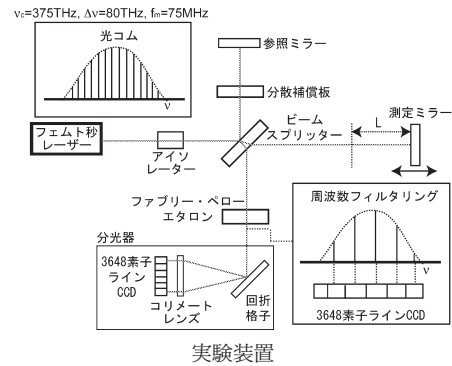 νc=375THz, Δν=80THz, fm=75MHz
光コム
ν
参照ミラー
分散補償板
ビーム
スプリッター
L
測定ミラー
フェムト秒
レーザー
アイソ
レーター
ファブリー・ペロー
エタロン
分光器
3648素子
ライン
CCD
コリメート
レンズ
回折
格子
周波数フィルタリング
ν
3648素子ラインCCD
実験装置